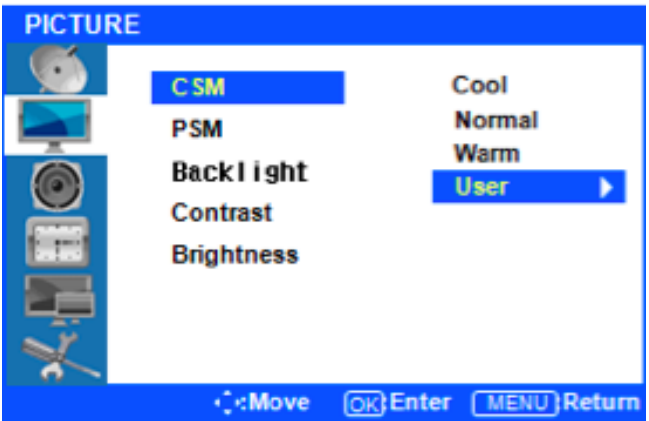 PICTURE
CSM
PSM
Backlight
Contrast
Brightness
Cool
Normal
Warm
User
:Move OK:Enter MENU:Return